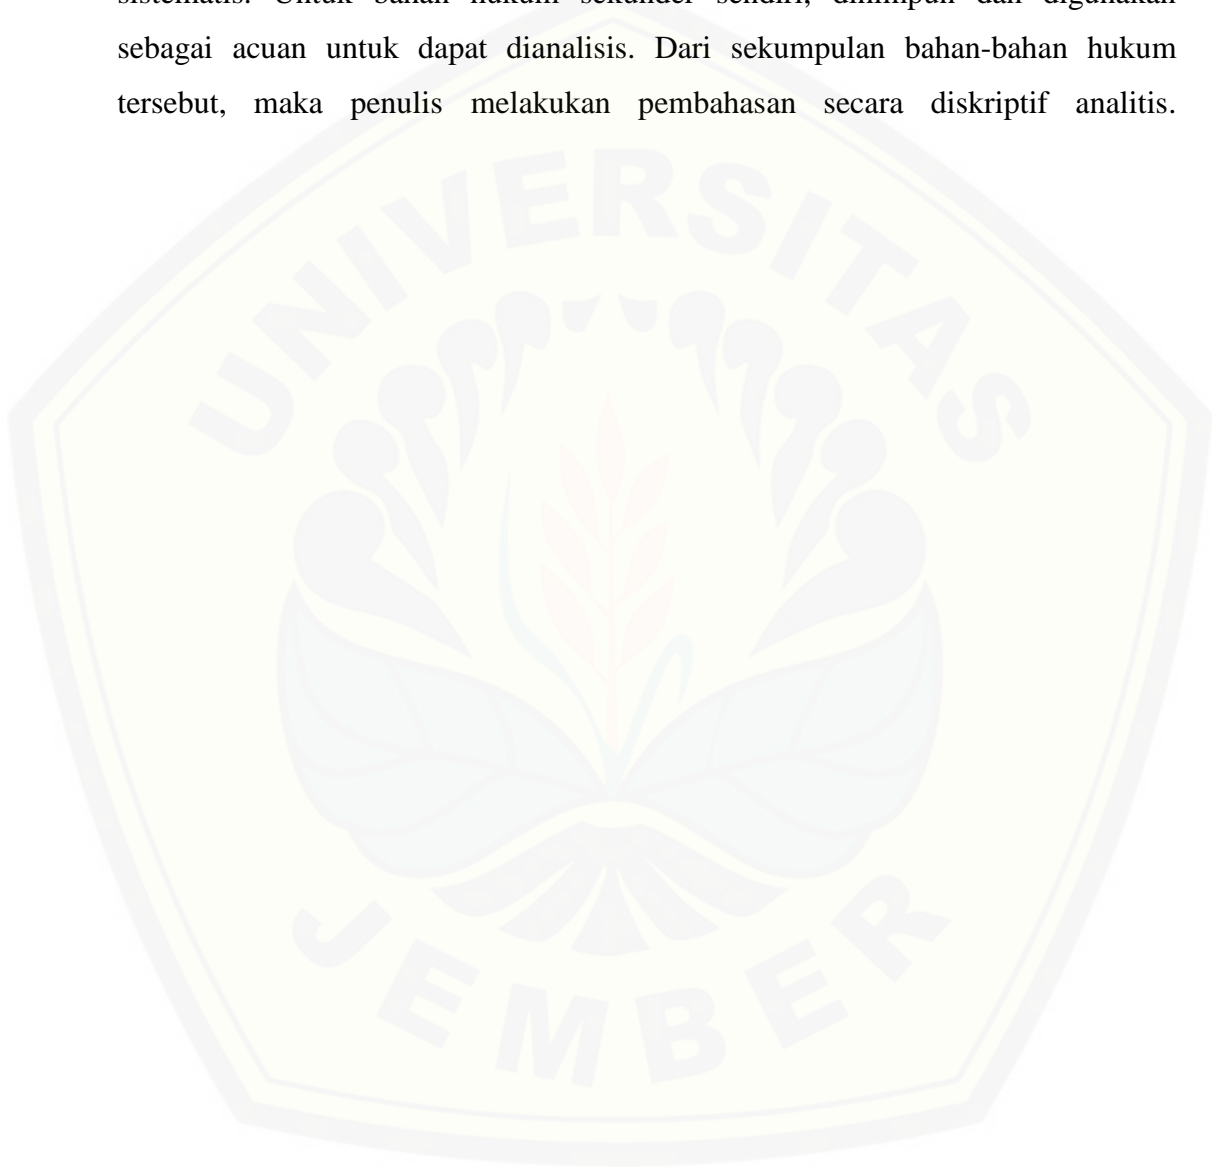 sistematis. Untuk bahan hukum sekunder sendiri, dihimpun dan digunakan
sebagai acuan untuk dapat dianalisis. Dari sekumpulan bahan-bahan hukum
tersebut, maka penulis melakukan pembahasan secara diskriptif analitis.
UNIVERSITAS
JEMBER